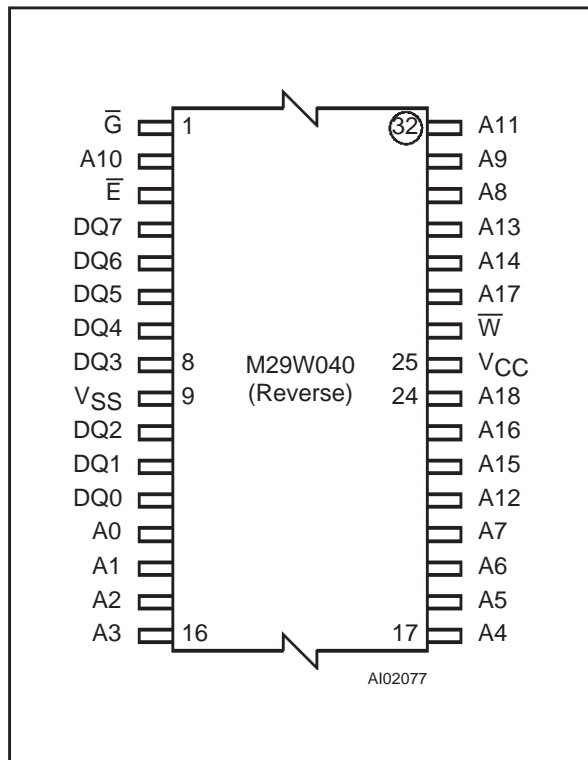 G̅ 1 32 A11
A10 A9
E̅ A8
DQ7 A13
DQ6 A14
DQ5 A17
DQ4 W̅
DQ3 8 M29W040 25 VCC
VSS 9 (Reverse) 24 A18
DQ2 A16
DQ1 A15
DQ0 A12
A0 A7
A1 A6
A2 A5
A3 16 17 A4
AI02077